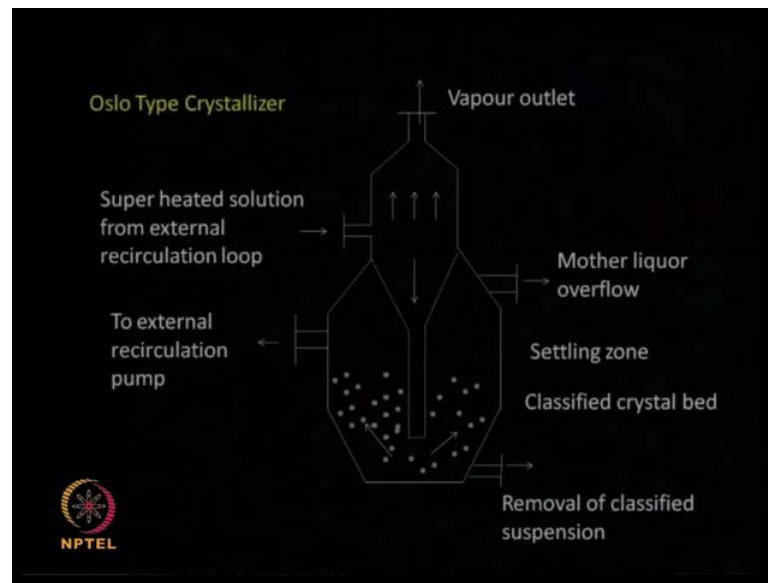 Oslo Type Crystallizer
Vapour outlet
Super heated solution
from external
recirculation loop
Mother liquor
overflow
To external
recirculation
pump
Settling zone
Classified crystal bed
Removal of classified
suspension
NPTEL